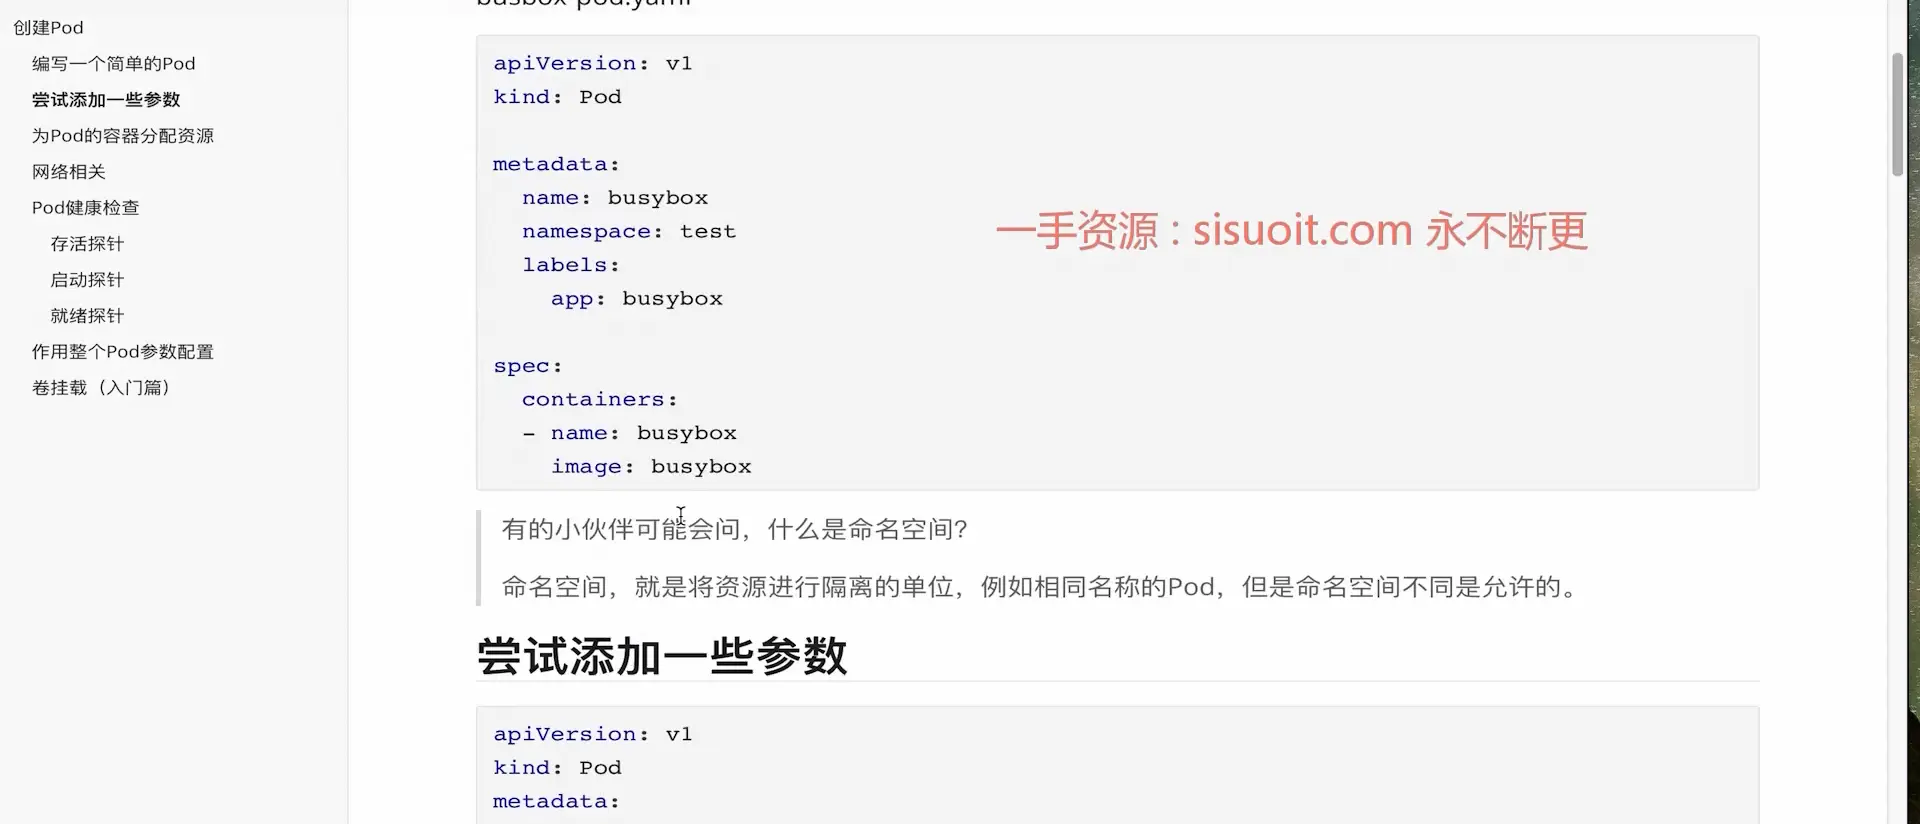 创建Pod
编写一个简单的Pod
尝试添加一些参数
为Pod的容器分配资源
网络相关
Pod健康检查
存活探针
启动探针
就绪探针
作用整个Pod参数配置
卷挂载（入门篇）
busbox-pod.yaml
apiVersion: v1
kind: Pod
metadata:
  name: busybox
  namespace: test
  labels:
    app: busybox
spec:
  containers:
  - name: busybox
    image: busybox
一手资源：sisuoit.com 永不断更
有的小伙伴可能会问，什么是命名空间？
命名空间，就是将资源进行隔离的单位，例如相同名称的Pod，但是命名空间不同是允许的。
尝试添加一些参数
apiVersion: v1
kind: Pod
metadata: